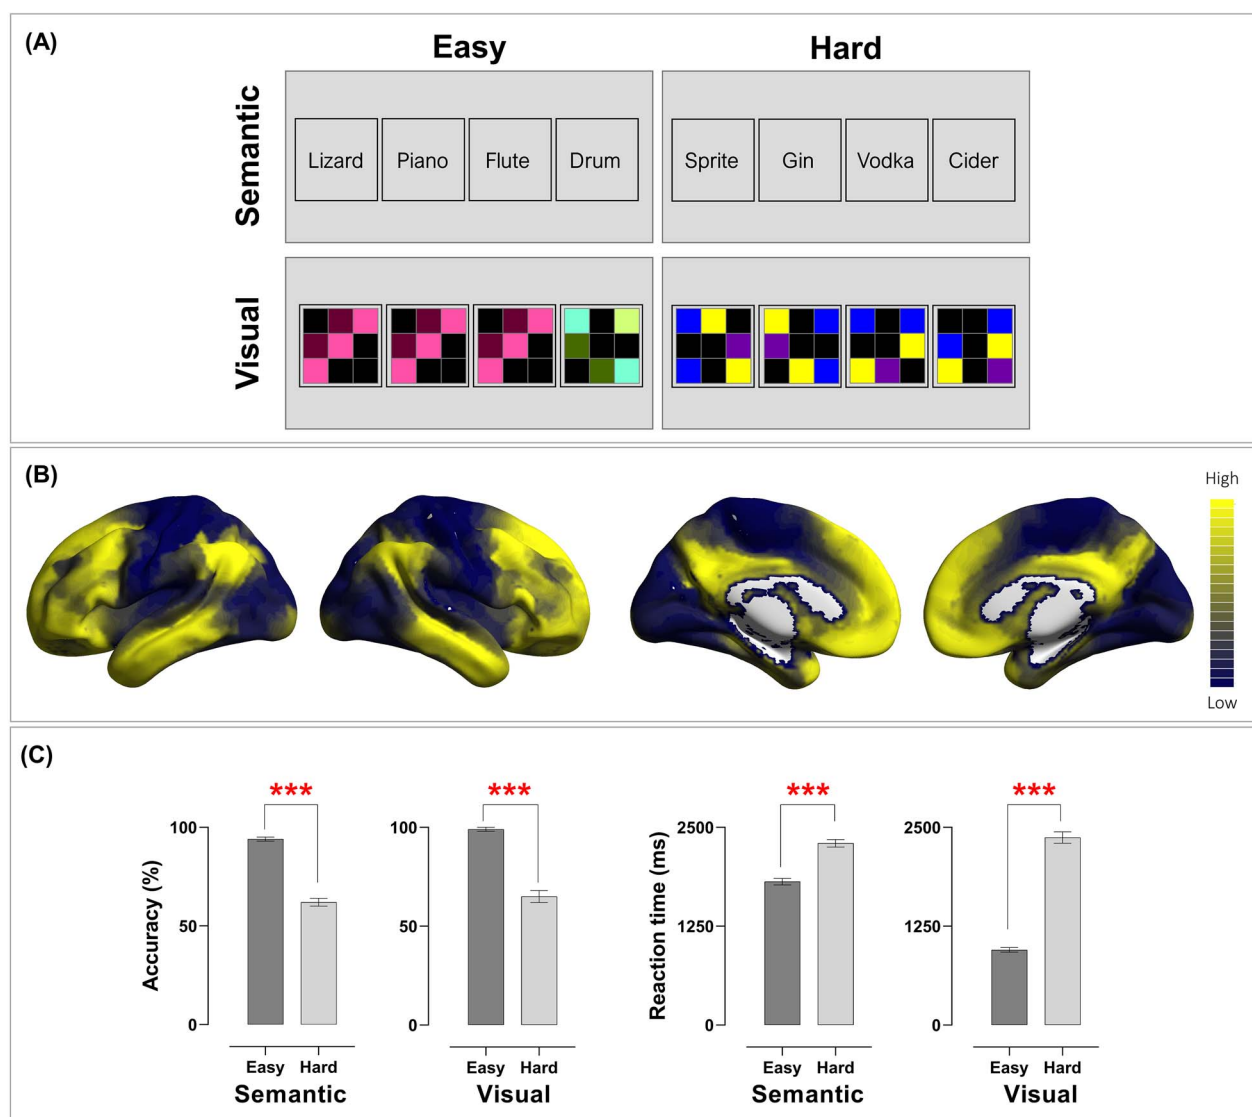 (A)
Easy Hard
Semantic
Lizard Piano Flute Drum Sprite Gin Vodka Cider
Visual
(B)
High
Low
(C)
*** *** *** ***
Accuracy (%)
100
50
0
100
50
0
Reaction time (ms)
2500
1250
0
2500
1250
0
Easy Hard Easy Hard Easy Hard Easy Hard
Semantic Visual Semantic Visual